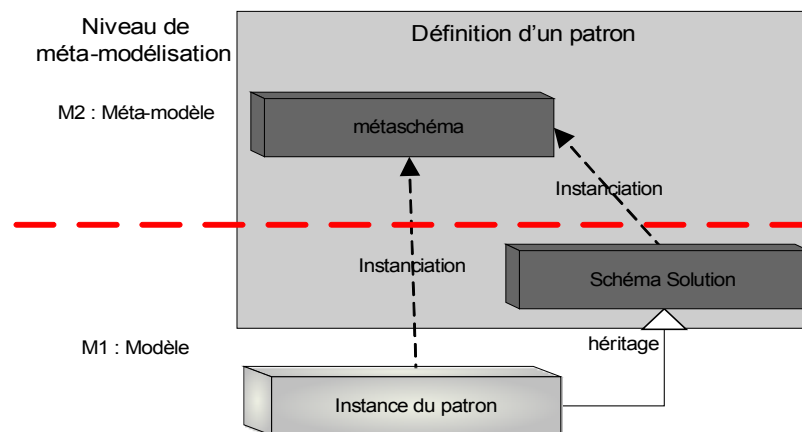 Niveau de
méta-modélisation
Définition d'un patron
M2 : Méta-modèle
métaschéma
Instanciation
Instanciation
Schéma Solution
M1 : Modèle
héritage
Instance du patron